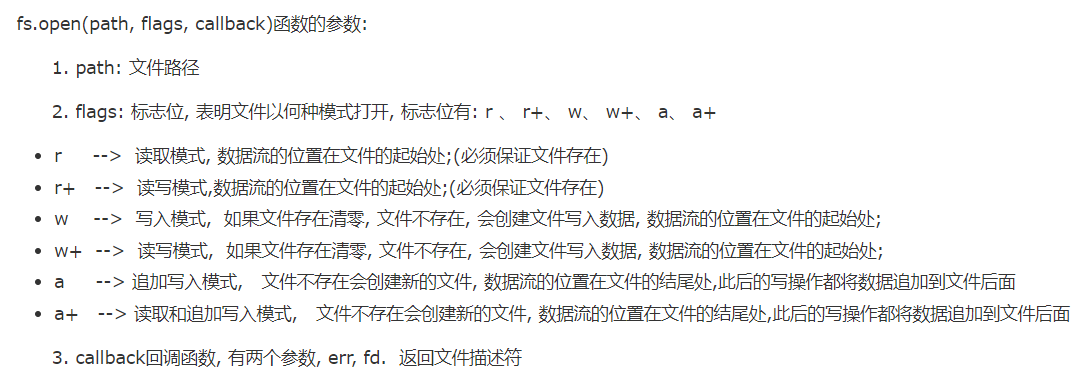 fs.open(path, flags, callback)函数的参数:
1. path: 文件路径
2. flags: 标志位, 表明文件以何种模式打开, 标志位有: r 、 r+、 w、 w+、 a、 a+
• r --> 读取模式, 数据流的位置在文件的起始处;(必须保证文件存在)
• r+ --> 读写模式,数据流的位置在文件的起始处;(必须保证文件存在)
• w --> 写入模式, 如果文件存在清零, 文件不存在, 会创建文件写入数据, 数据流的位置在文件的起始处;
• w+ --> 读写模式, 如果文件存在清零, 文件不存在, 会创建文件写入数据, 数据流的位置在文件的起始处;
• a --> 追加写入模式, 文件不存在会创建新的文件, 数据流的位置在文件的结尾处,此后的写操作都将数据追加到文件后面
• a+ --> 读取和追加写入模式, 文件不存在会创建新的文件, 数据流的位置在文件的结尾处,此后的写操作都将数据追加到文件后面
3. callback回调函数, 有两个参数, err, fd. 返回文件描述符